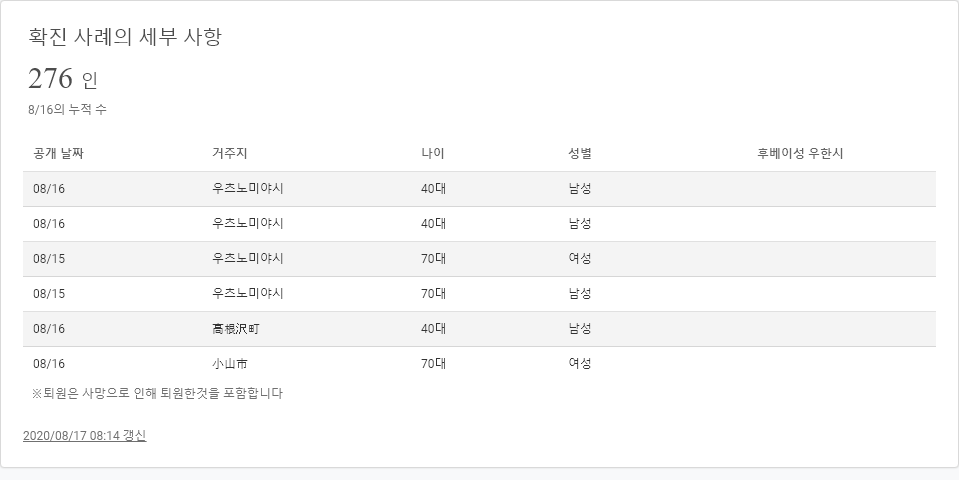 확진 사례의 세부 사항
276 인
8/16의 누적 수
공개 날짜 거주지 나이 성별 후베이성 우한시
08/16 우츠노미야시 40대 남성
08/16 우츠노미야시 40대 남성
08/15 우츠노미야시 70대 여성
08/15 우츠노미야시 70대 남성
08/16 高根沢町 40대 남성
08/16 小山市 70대 여성
※퇴원은 사망으로 인해 퇴원한것을 포함합니다
2020/08/17 08:14 갱신